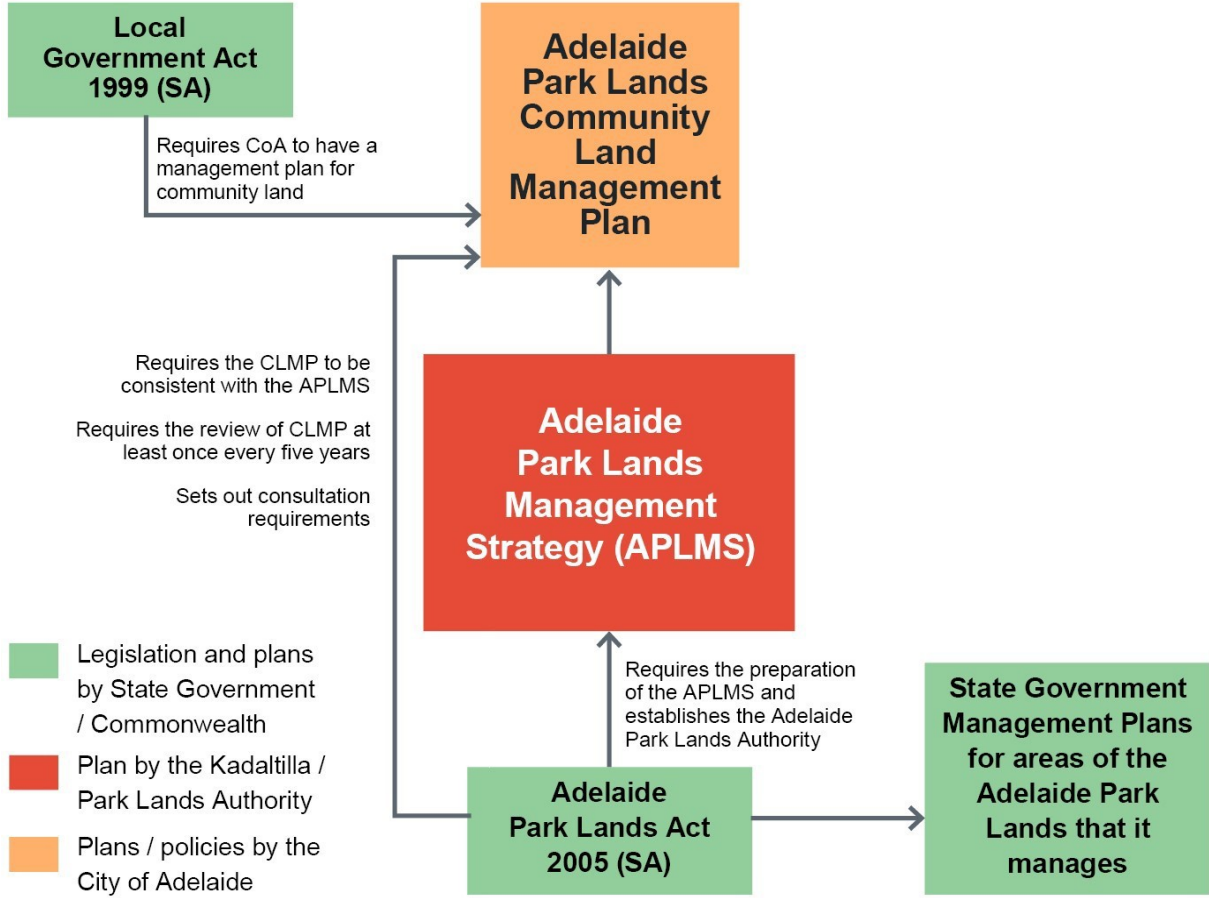 Local
Government Act
1999 (SA)
Adelaide
Park Lands
Community
Land
Management
Plan
Requires CoA to have a
management plan for
community land
Requires the CLMP to be
consistent with the APLMS
Requires the review of CLMP at
least once every five years
Sets out consultation
requirements
Adelaide
Park Lands
Management
Strategy (APLMS)
Legislation and plans
by State Government
/ Commonwealth
Plan by the Kadaltilla /
Park Lands Authority
Plans / policies by the
City of Adelaide
Requires the preparation
of the APLMS and
establishes the Adelaide
Park Lands Authority
Adelaide
Park Lands Act
2005 (SA)
State Government
Management Plans
for areas of the
Adelaide Park
Lands that it
manages